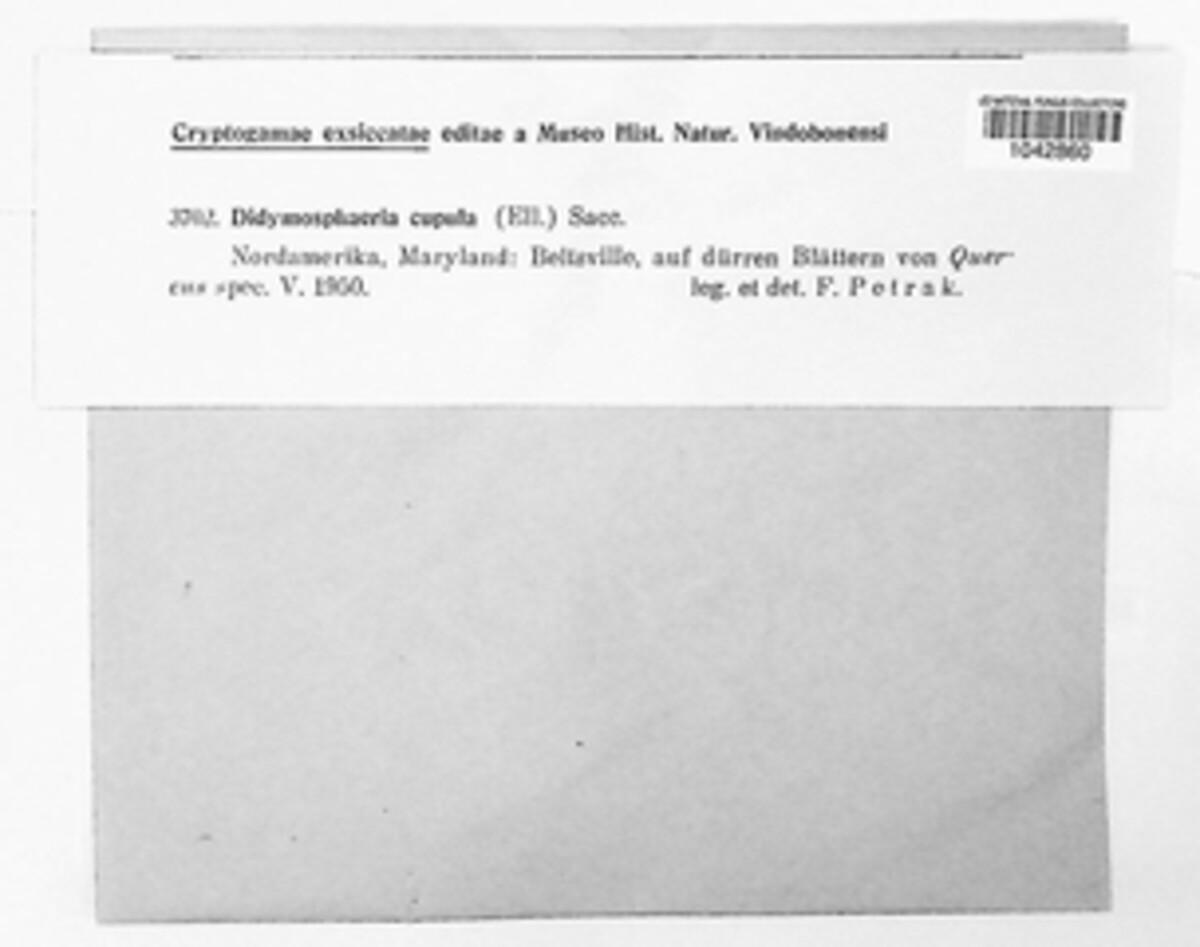 Cryptogamae exsiccatae editae a Museo Hist. Natur. Vindobonensi
1042860
3702. Didymosphaeria cupula (Ell.) Sacc.
Nordamerika, Maryland: Beltsville, auf dürren Blättern von Quer-
cus spec. V. 1950. leg. et det. F. Petrak.